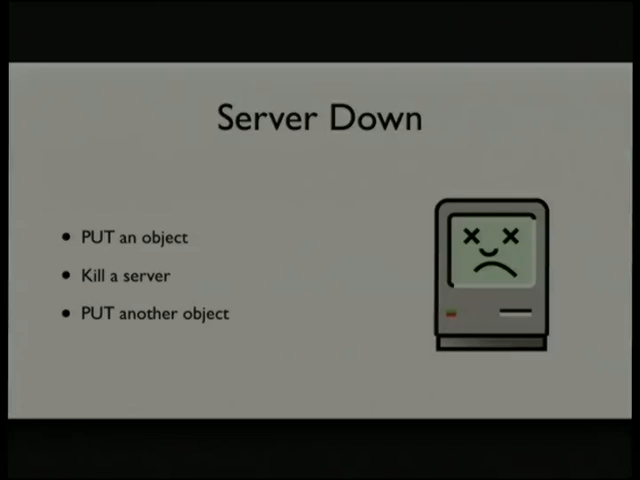 Server Down
• PUT an object
• Kill a server
• PUT another object